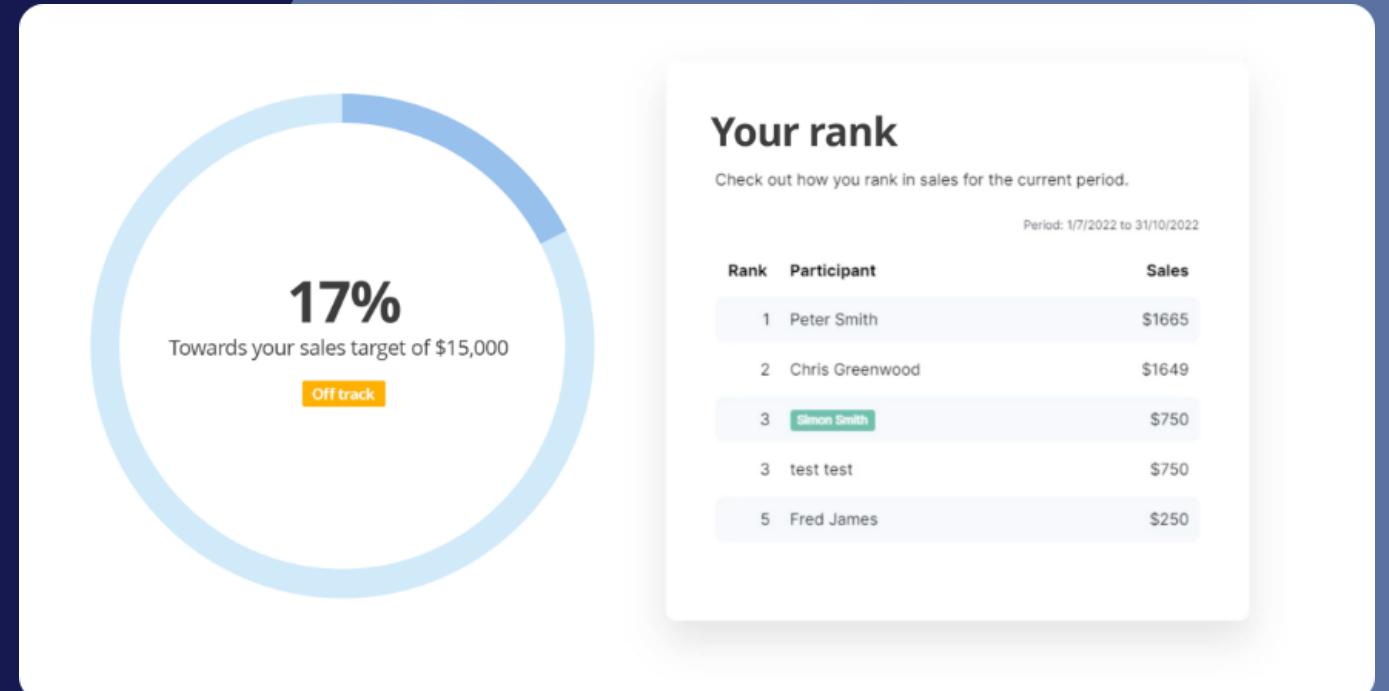 17%
Towards your sales target of $15,000
Off track
Your rank
Check out how you rank in sales for the current period.
Period: 1/7/2022 to 31/10/2022
Rank Participant Sales
1 Peter Smith $1665
2 Chris Greenwood $1649
3 Simon Smith $750
3 test test $750
5 Fred James $250